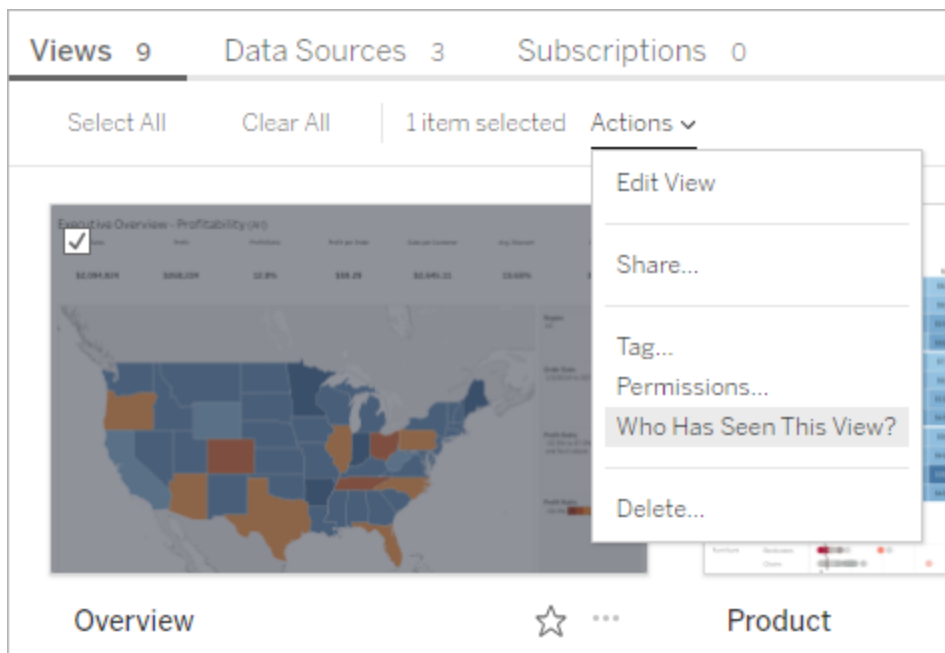 Views 9 Data Sources 3 Subscriptions 0
Select All Clear All 1 item selected Actions
Edit View
Share...
Tag...
Permissions...
Who Has Seen This View?
Delete...
Executive Overview - Profitability (All)
Overview Product